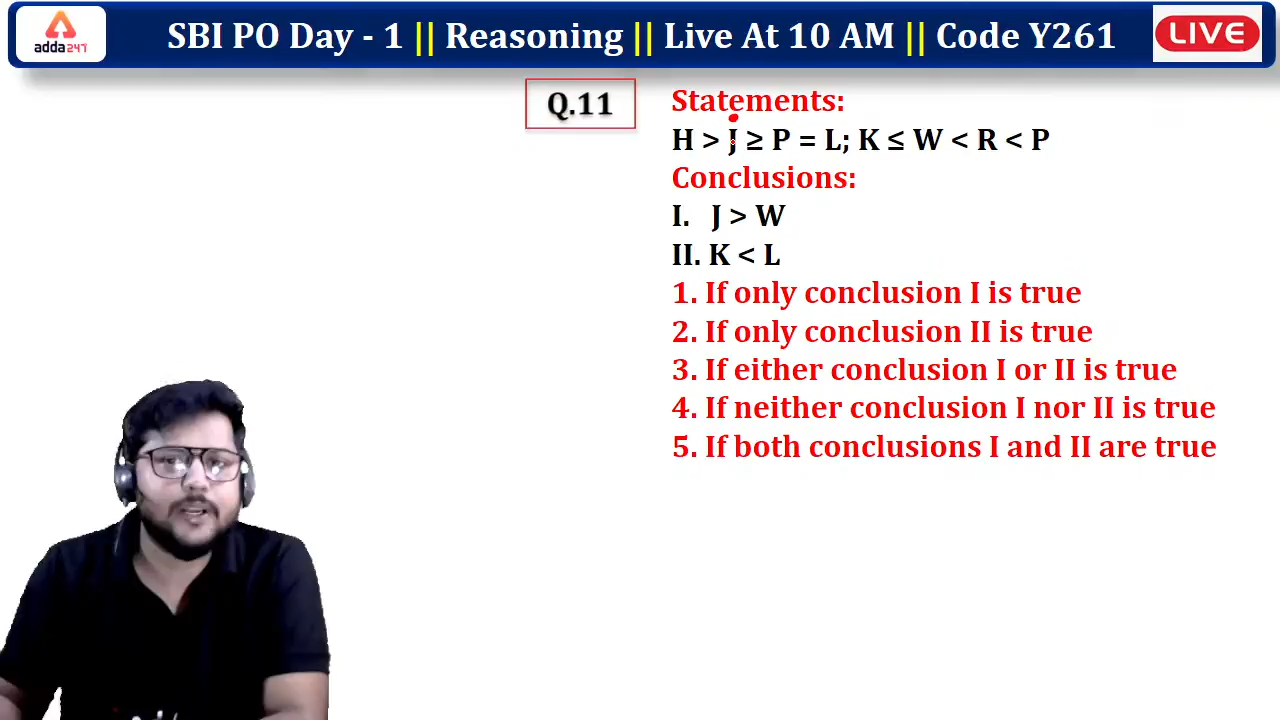 adda247
SBI PO Day - 1 || Reasoning || Live At 10 AM || Code Y261
LIVE
Q.11
Statements:
H > J ≥ P = L; K ≤ W < R < P
Conclusions:
I. J > W
II. K < L
1. If only conclusion I is true
2. If only conclusion II is true
3. If either conclusion I or II is true
4. If neither conclusion I nor II is true
5. If both conclusions I and II are true